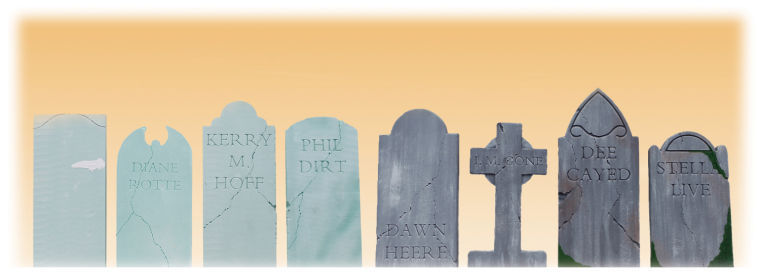 DIANE
ROTTE
KERRY
M.
HOFF
PHIL
DIRT
DAWN
HEERE
I. M. GONE
DEE
CAYED
STELLA
LIVE